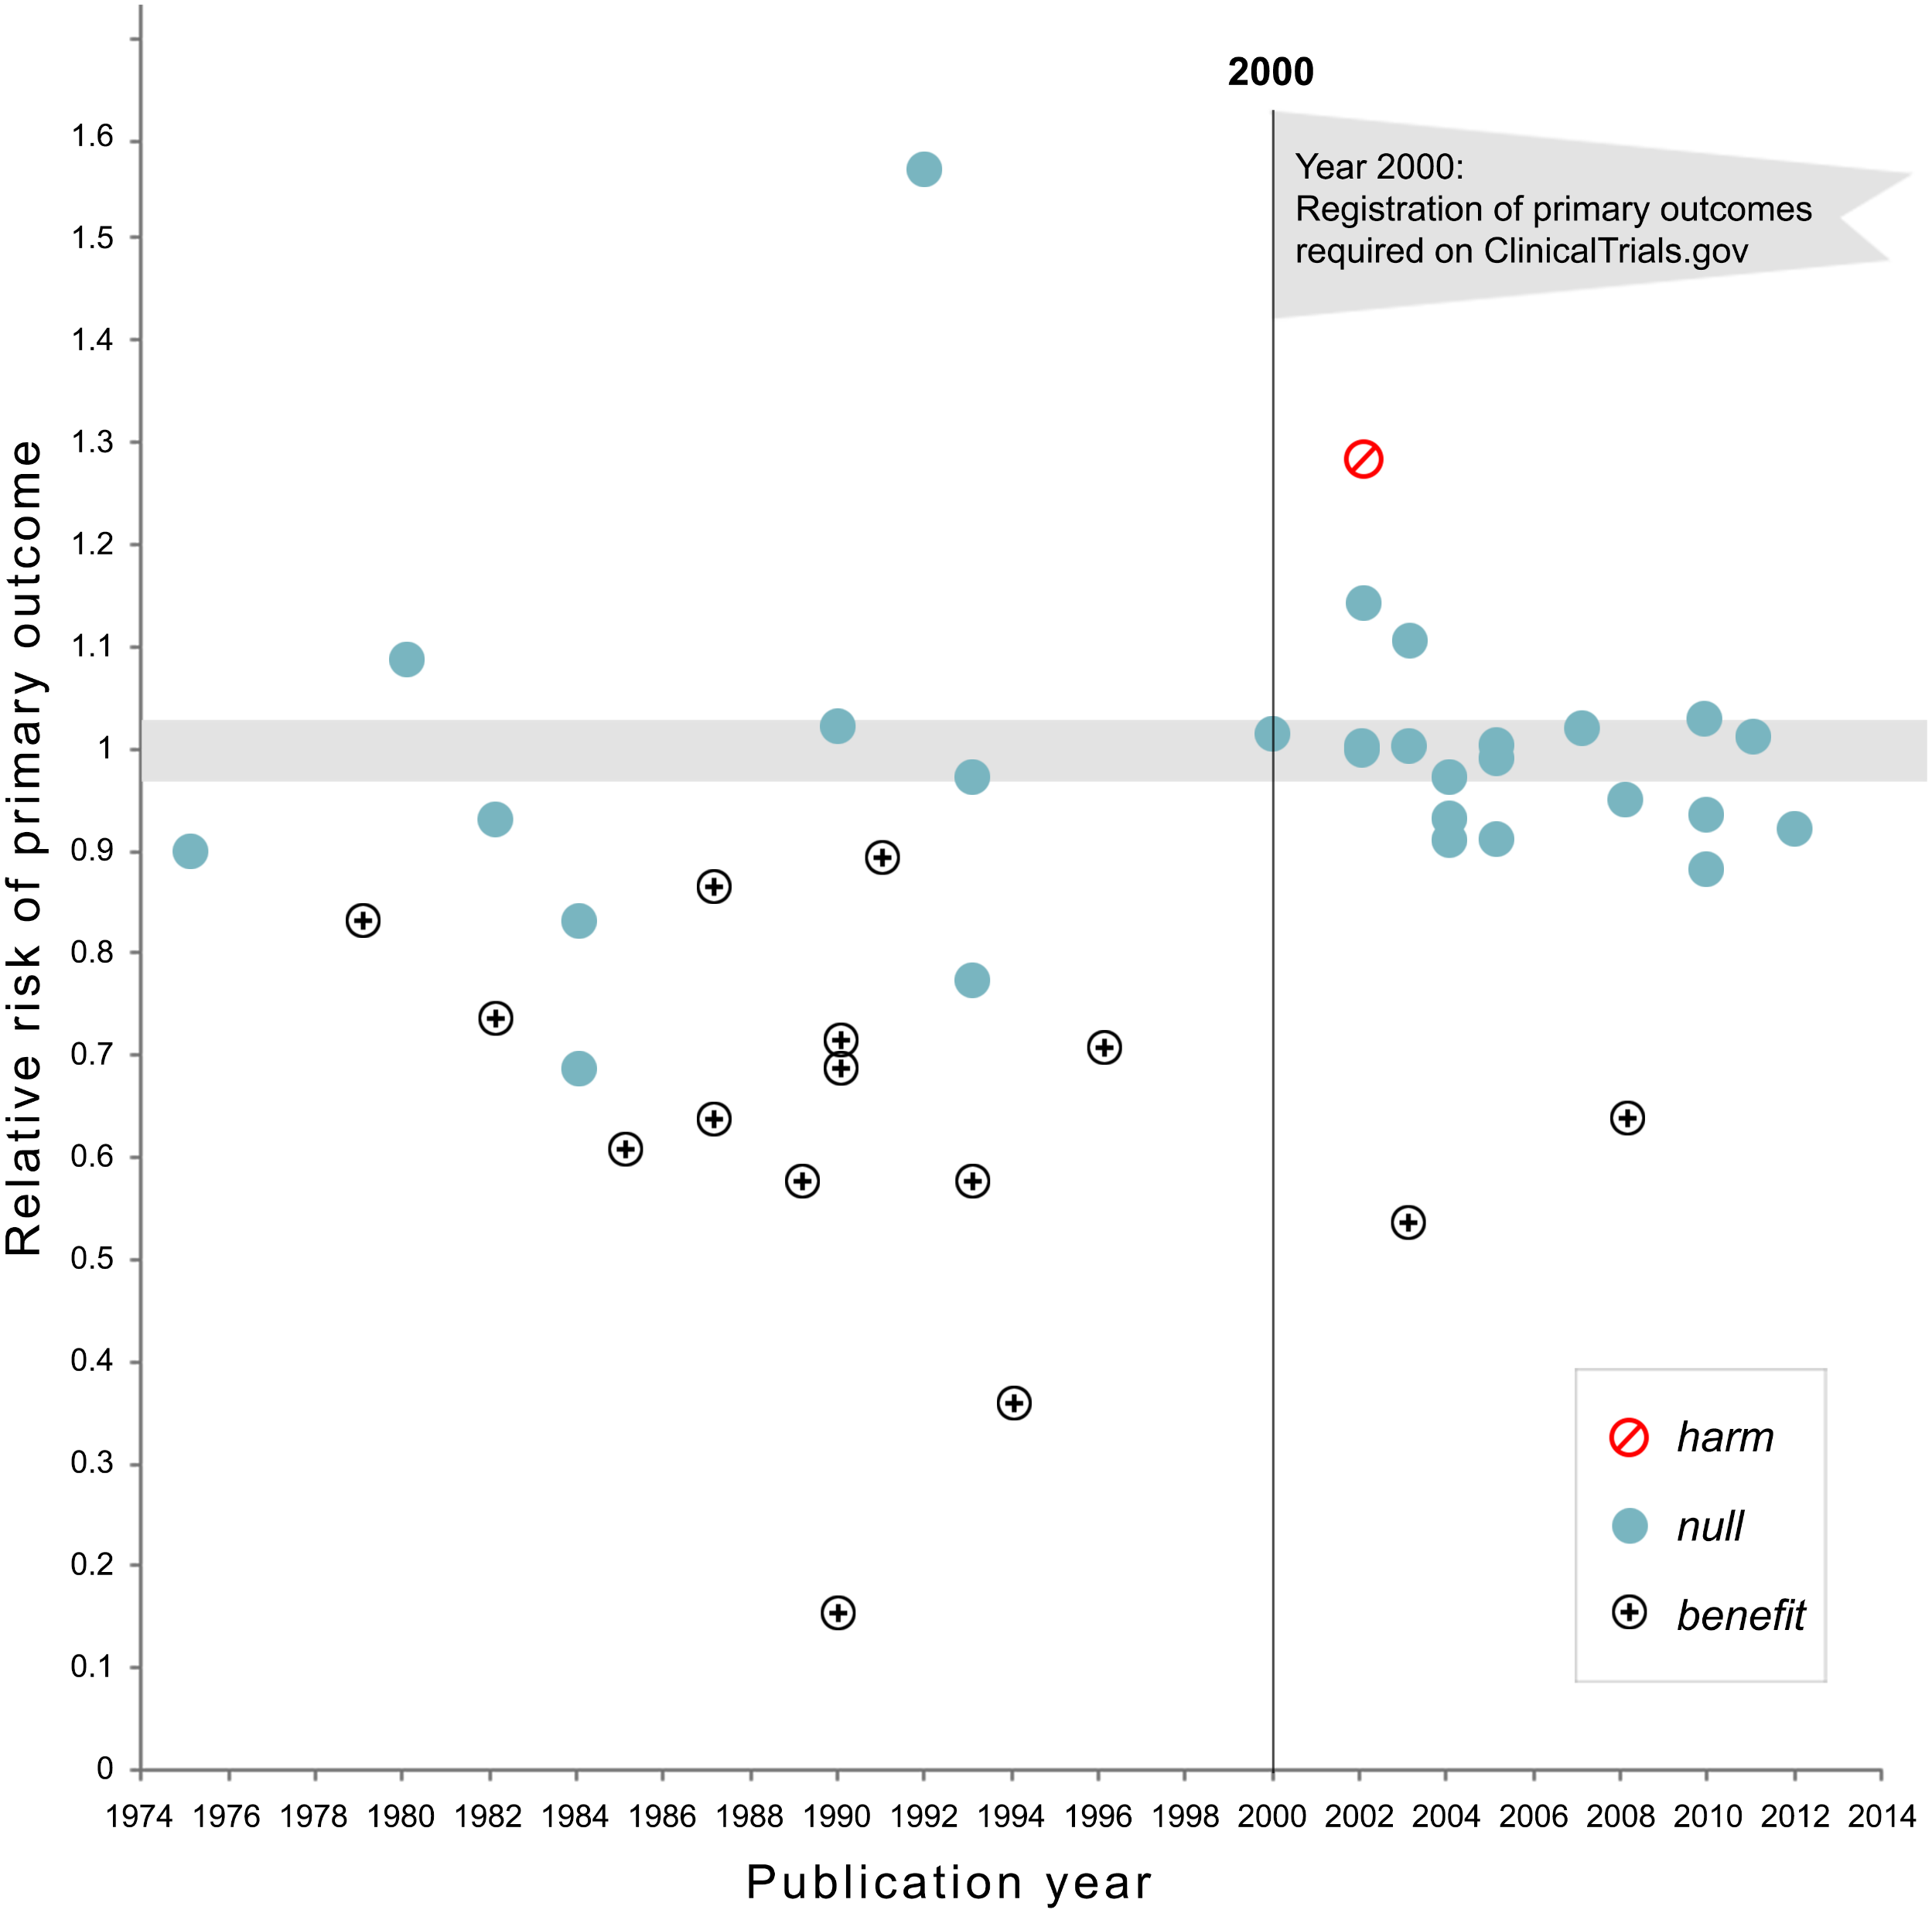 2000
Year 2000:
Registration of primary outcomes
required on ClinicalTrials.gov
Relative risk of primary outcome
1.6
1.5
1.4
1.3
1.2
1.1
1
0.9
0.8
0.7
0.6
0.5
0.4
0.3
0.2
0.1
0
harm
null
benefit
1974 1976 1978 1980 1982 1984 1986 1988 1990 1992 1994 1996 1998 2000 2002 2004 2006 2008 2010 2012 2014
Publication year